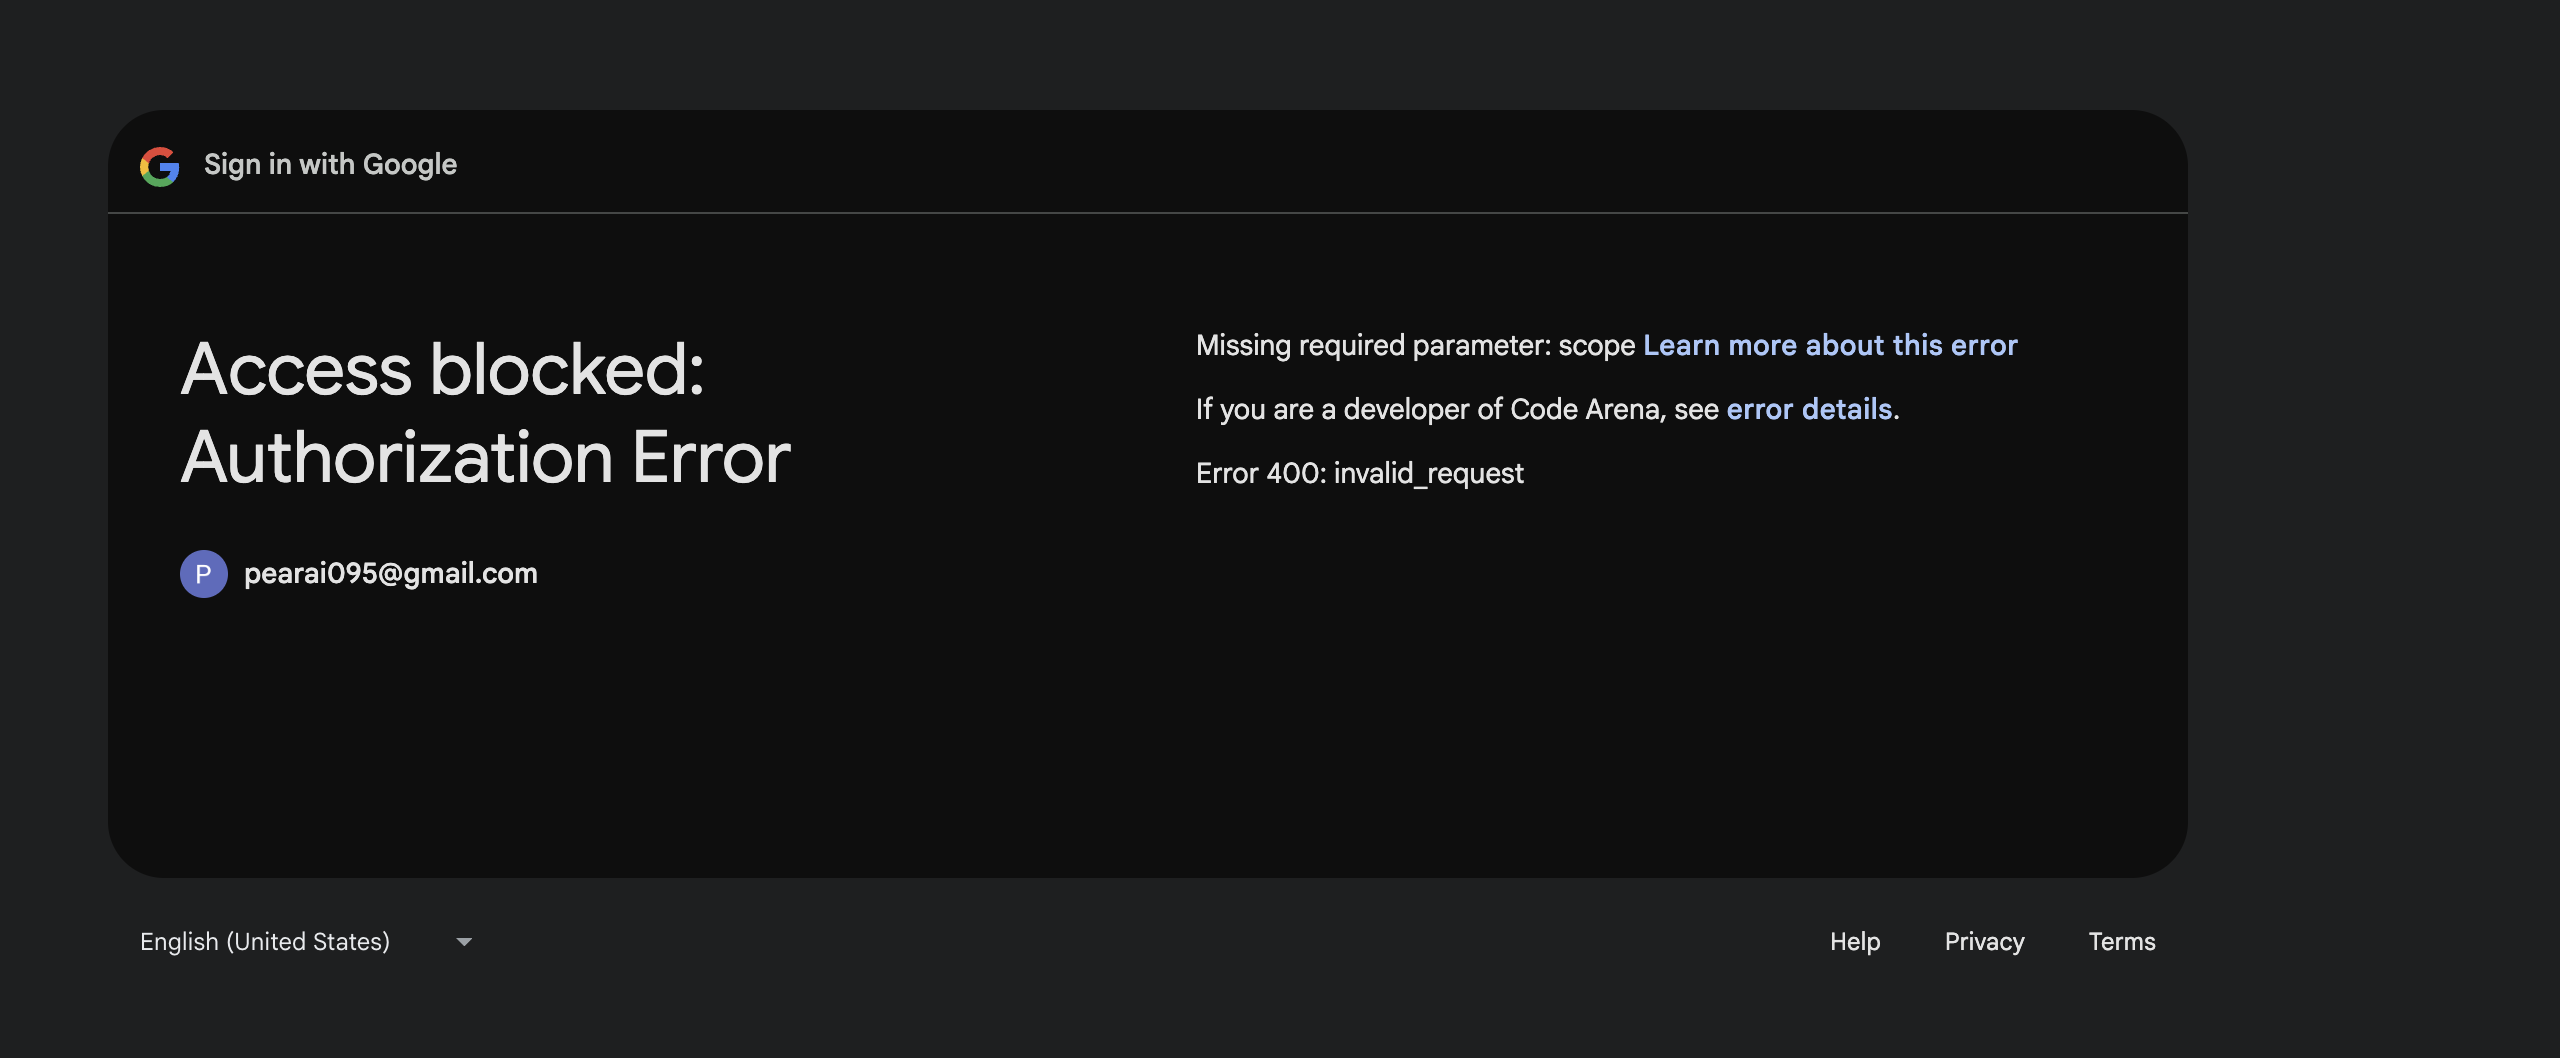 Sign in with Google
Access blocked:
Authorization Error
pearai095@gmail.com
P
Missing required parameter: scope Learn more about this error
If you are a developer of Code Arena, see error details.
Error 400: invalid_request
English (United States)
Help
Privacy
Terms